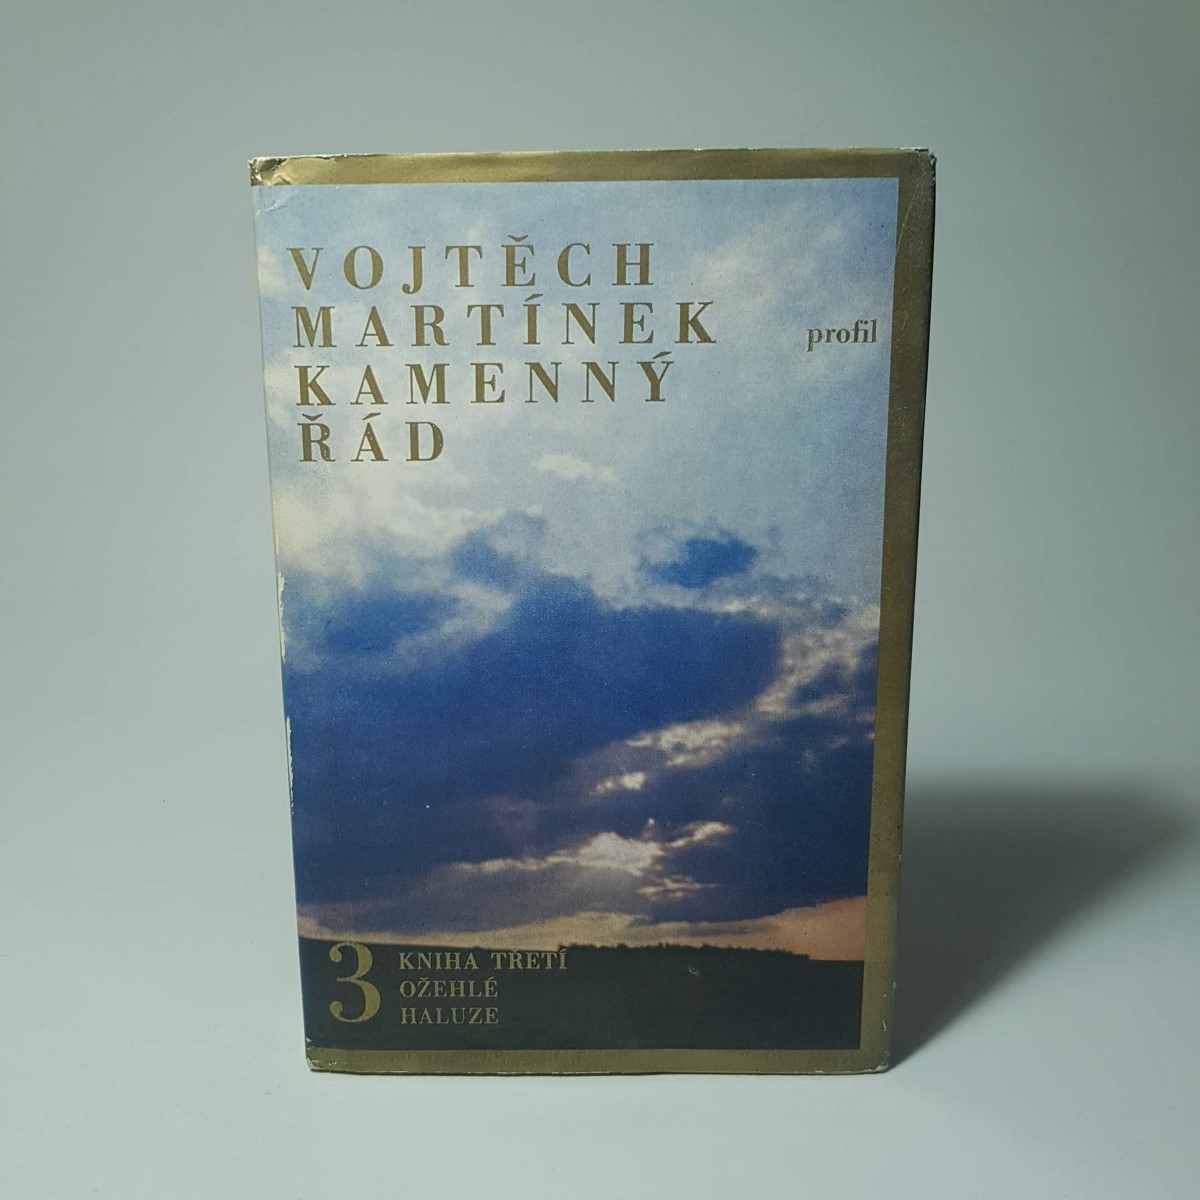 VOJTĚCH
MARTÍNEK
profil
KAMENNÝ
ŘÁD
3 KNIHA TŘETÍ
OŽEHLÉ
HALUZE